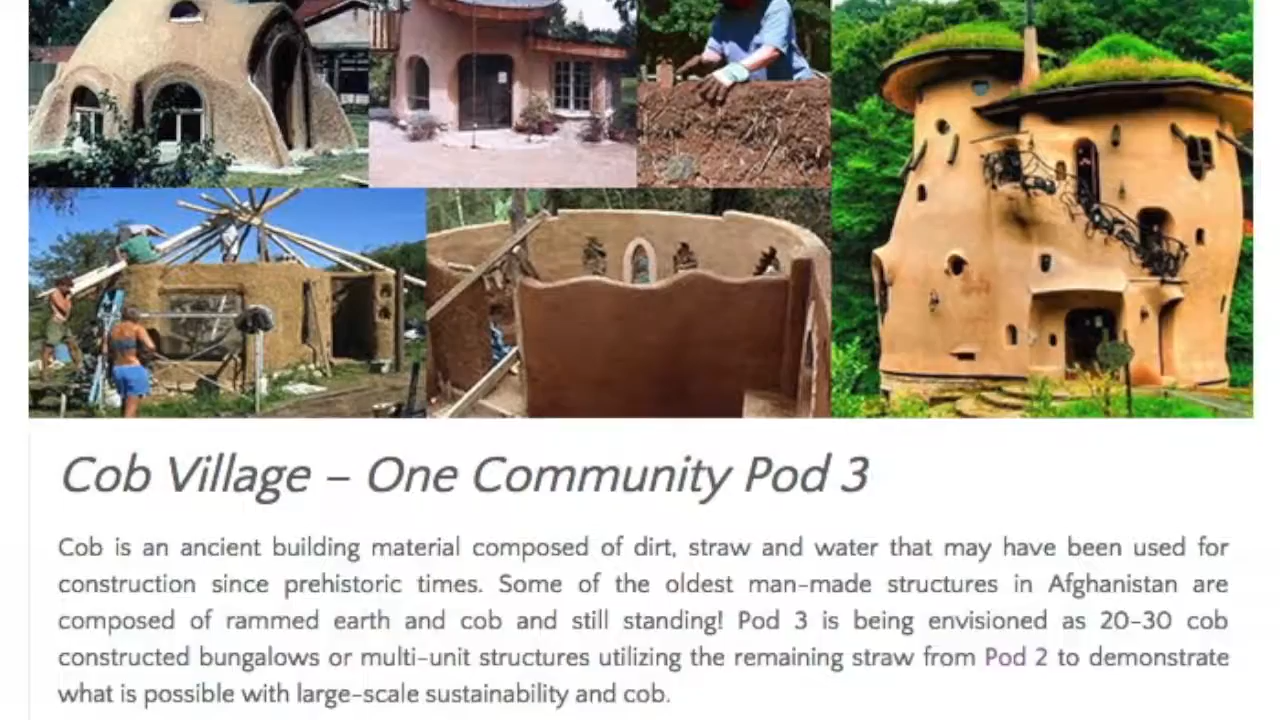 Cob Village – One Community Pod 3
Cob is an ancient building material composed of dirt, straw and water that may have been used for
construction since prehistoric times. Some of the oldest man-made structures in Afghanistan are
composed of rammed earth and cob and still standing! Pod 3 is being envisioned as 20-30 cob
constructed bungalows or multi-unit structures utilizing the remaining straw from Pod 2 to demonstrate
what is possible with large-scale sustainability and cob.